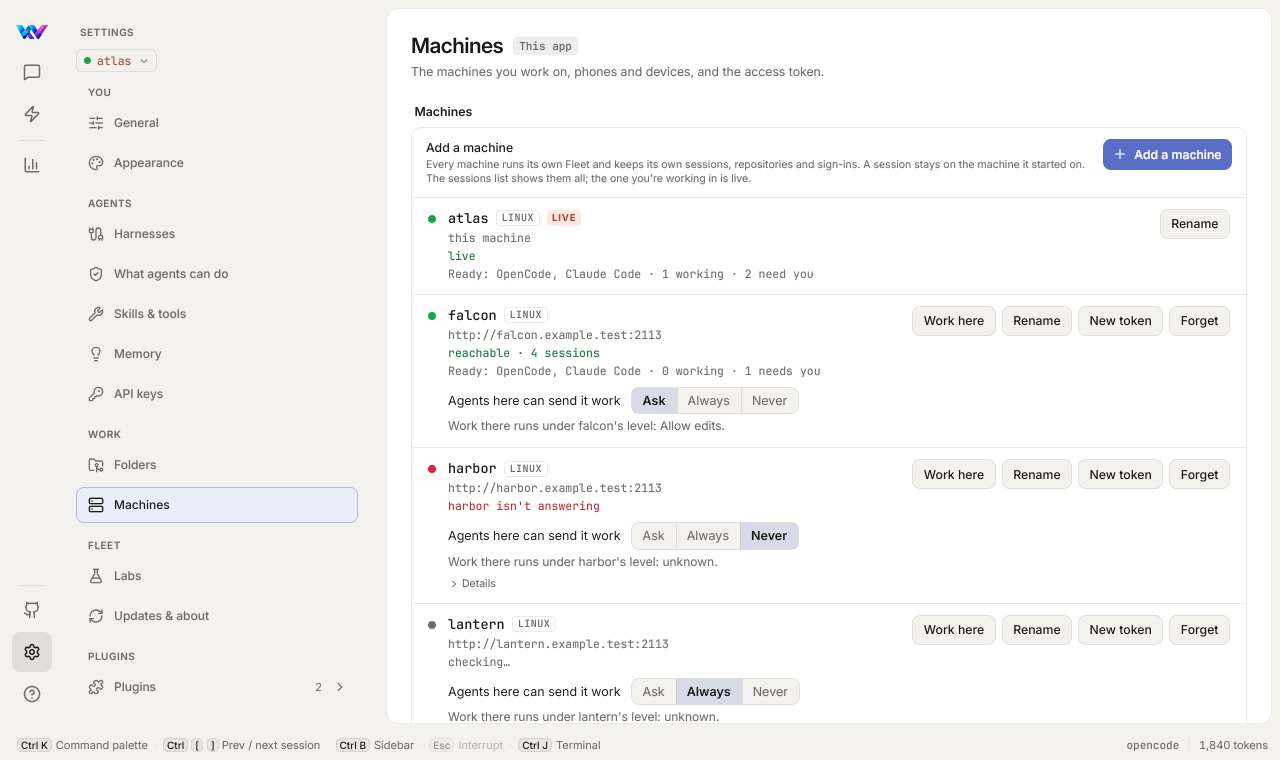 SETTINGS
atlas
YOU
General
Appearance
AGENTS
Harnesses
What agents can do
Skills & tools
Memory
API keys
WORK
Folders
Machines
FLEET
Labs
Updates & about
PLUGINS
Plugins 2
Machines This app
The machines you work on, phones and devices, and the access token.
Machines
Add a machine
Every machine runs its own Fleet and keeps its own sessions, repositories and sign-ins. A session stays on the machine it started on.
The sessions list shows them all; the one you're working in is live.
Add a machine
atlas LINUX LIVE
Rename
this machine
live
Ready: OpenCode, Claude Code · 1 working · 2 need you
falcon LINUX
Work here Rename New token Forget
http://falcon.example.test:2113
reachable · 4 sessions
Ready: OpenCode, Claude Code · 0 working · 1 needs you
Agents here can send it work Ask Always Never
Work there runs under falcon's level: Allow edits.
harbor LINUX
Work here Rename New token Forget
http://harbor.example.test:2113
harbor isn't answering
Agents here can send it work Ask Always Never
Work there runs under harbor's level: unknown.
Details
lantern LINUX
Work here Rename New token Forget
http://lantern.example.test:2113
checking…
Agents here can send it work Ask Always Never
Work there runs under lantern's level: unknown.
Ctrl K Command palette Ctrl [ ] Prev / next session Ctrl B Sidebar Esc Interrupt Ctrl J Terminal
opencode 1,840 tokens